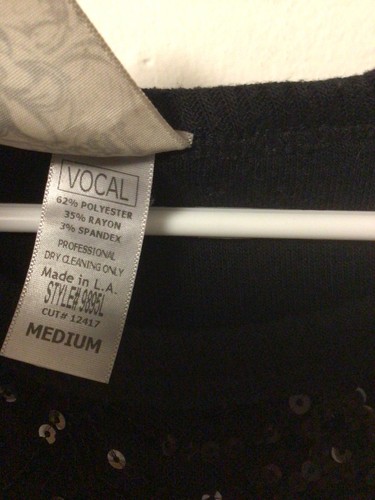 VOCAL
62% POLYESTER
35% RAYON
3% SPANDEX
PROFESSIONAL
DRY CLEANING ONLY
Made in L.A.
STYLE# 9895L
CUT# 12417
MEDIUM